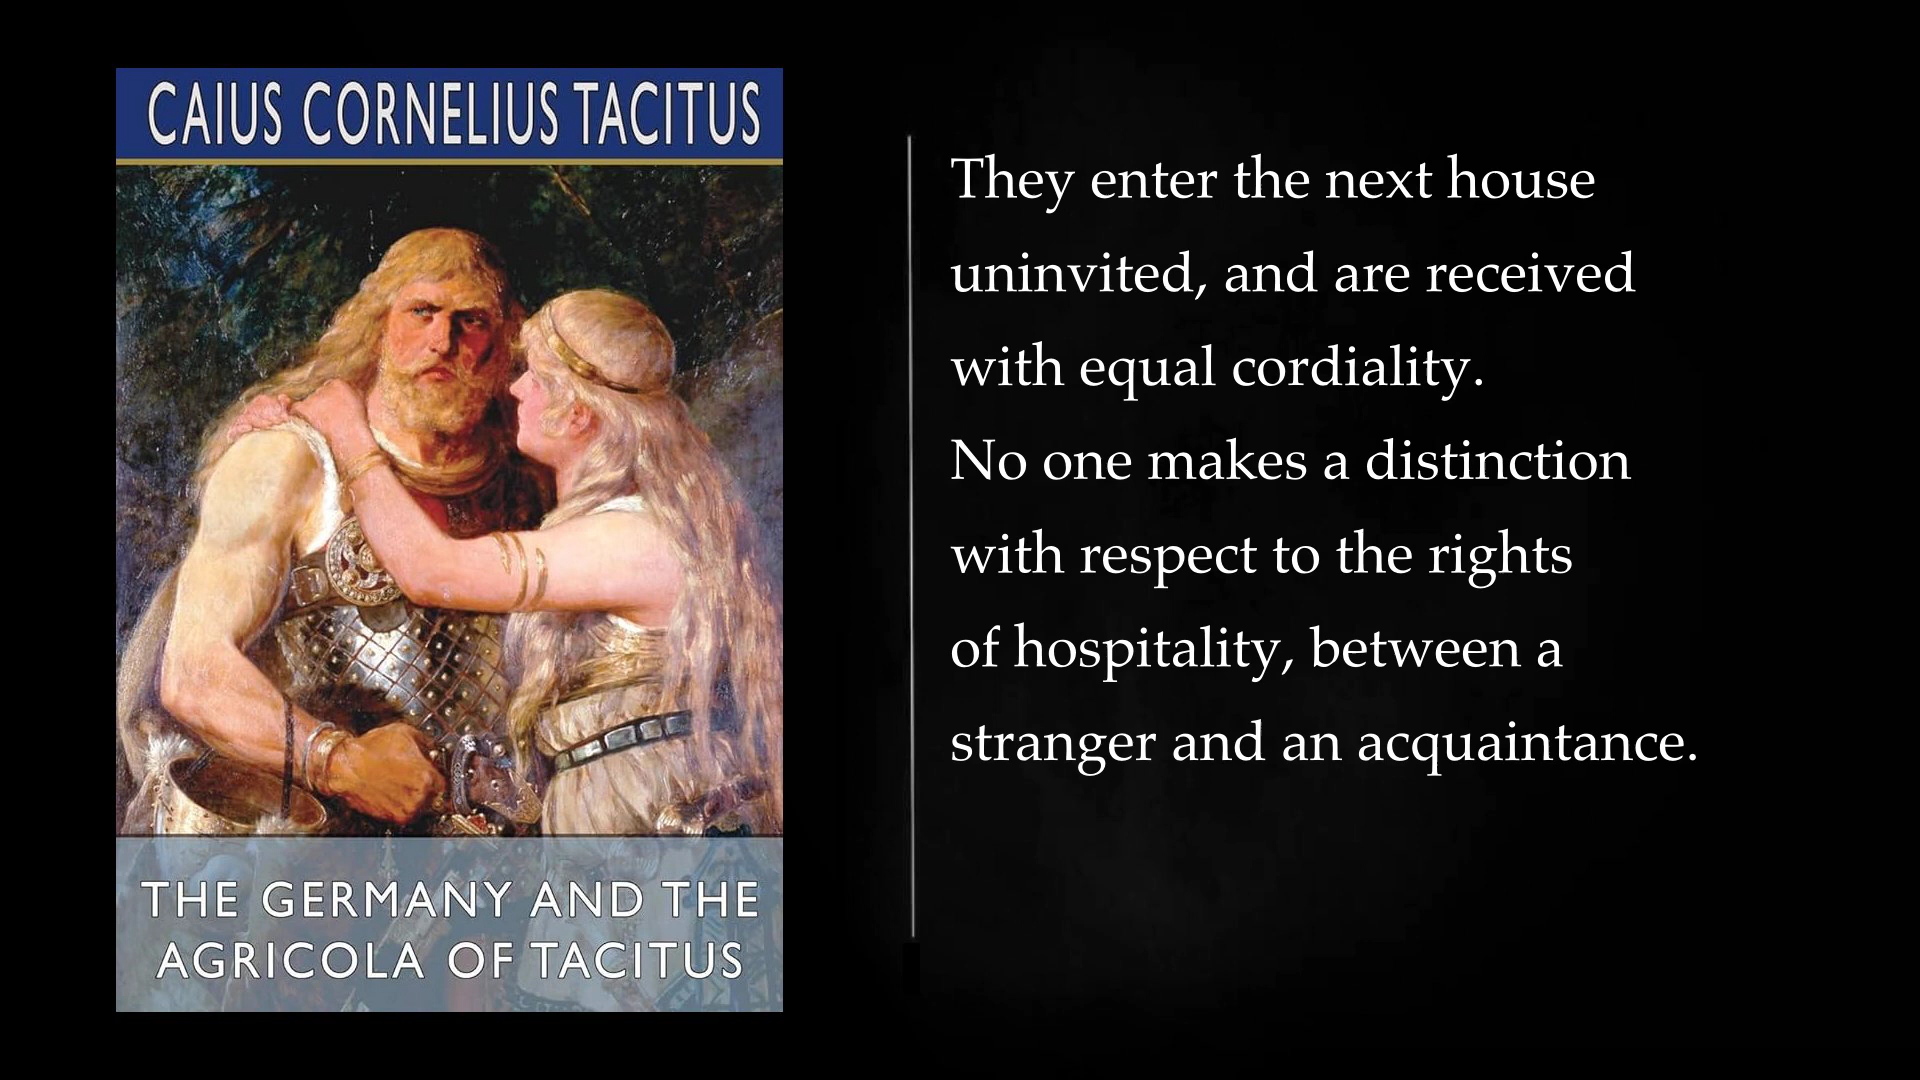 CAIUS CORNELIUS TACITUS
THE GERMANY AND THE
AGRICOLA OF TACITUS
They enter the next house
uninvited, and are received
with equal cordiality.
No one makes a distinction
with respect to the rights
of hospitality, between a
stranger and an acquaintance.